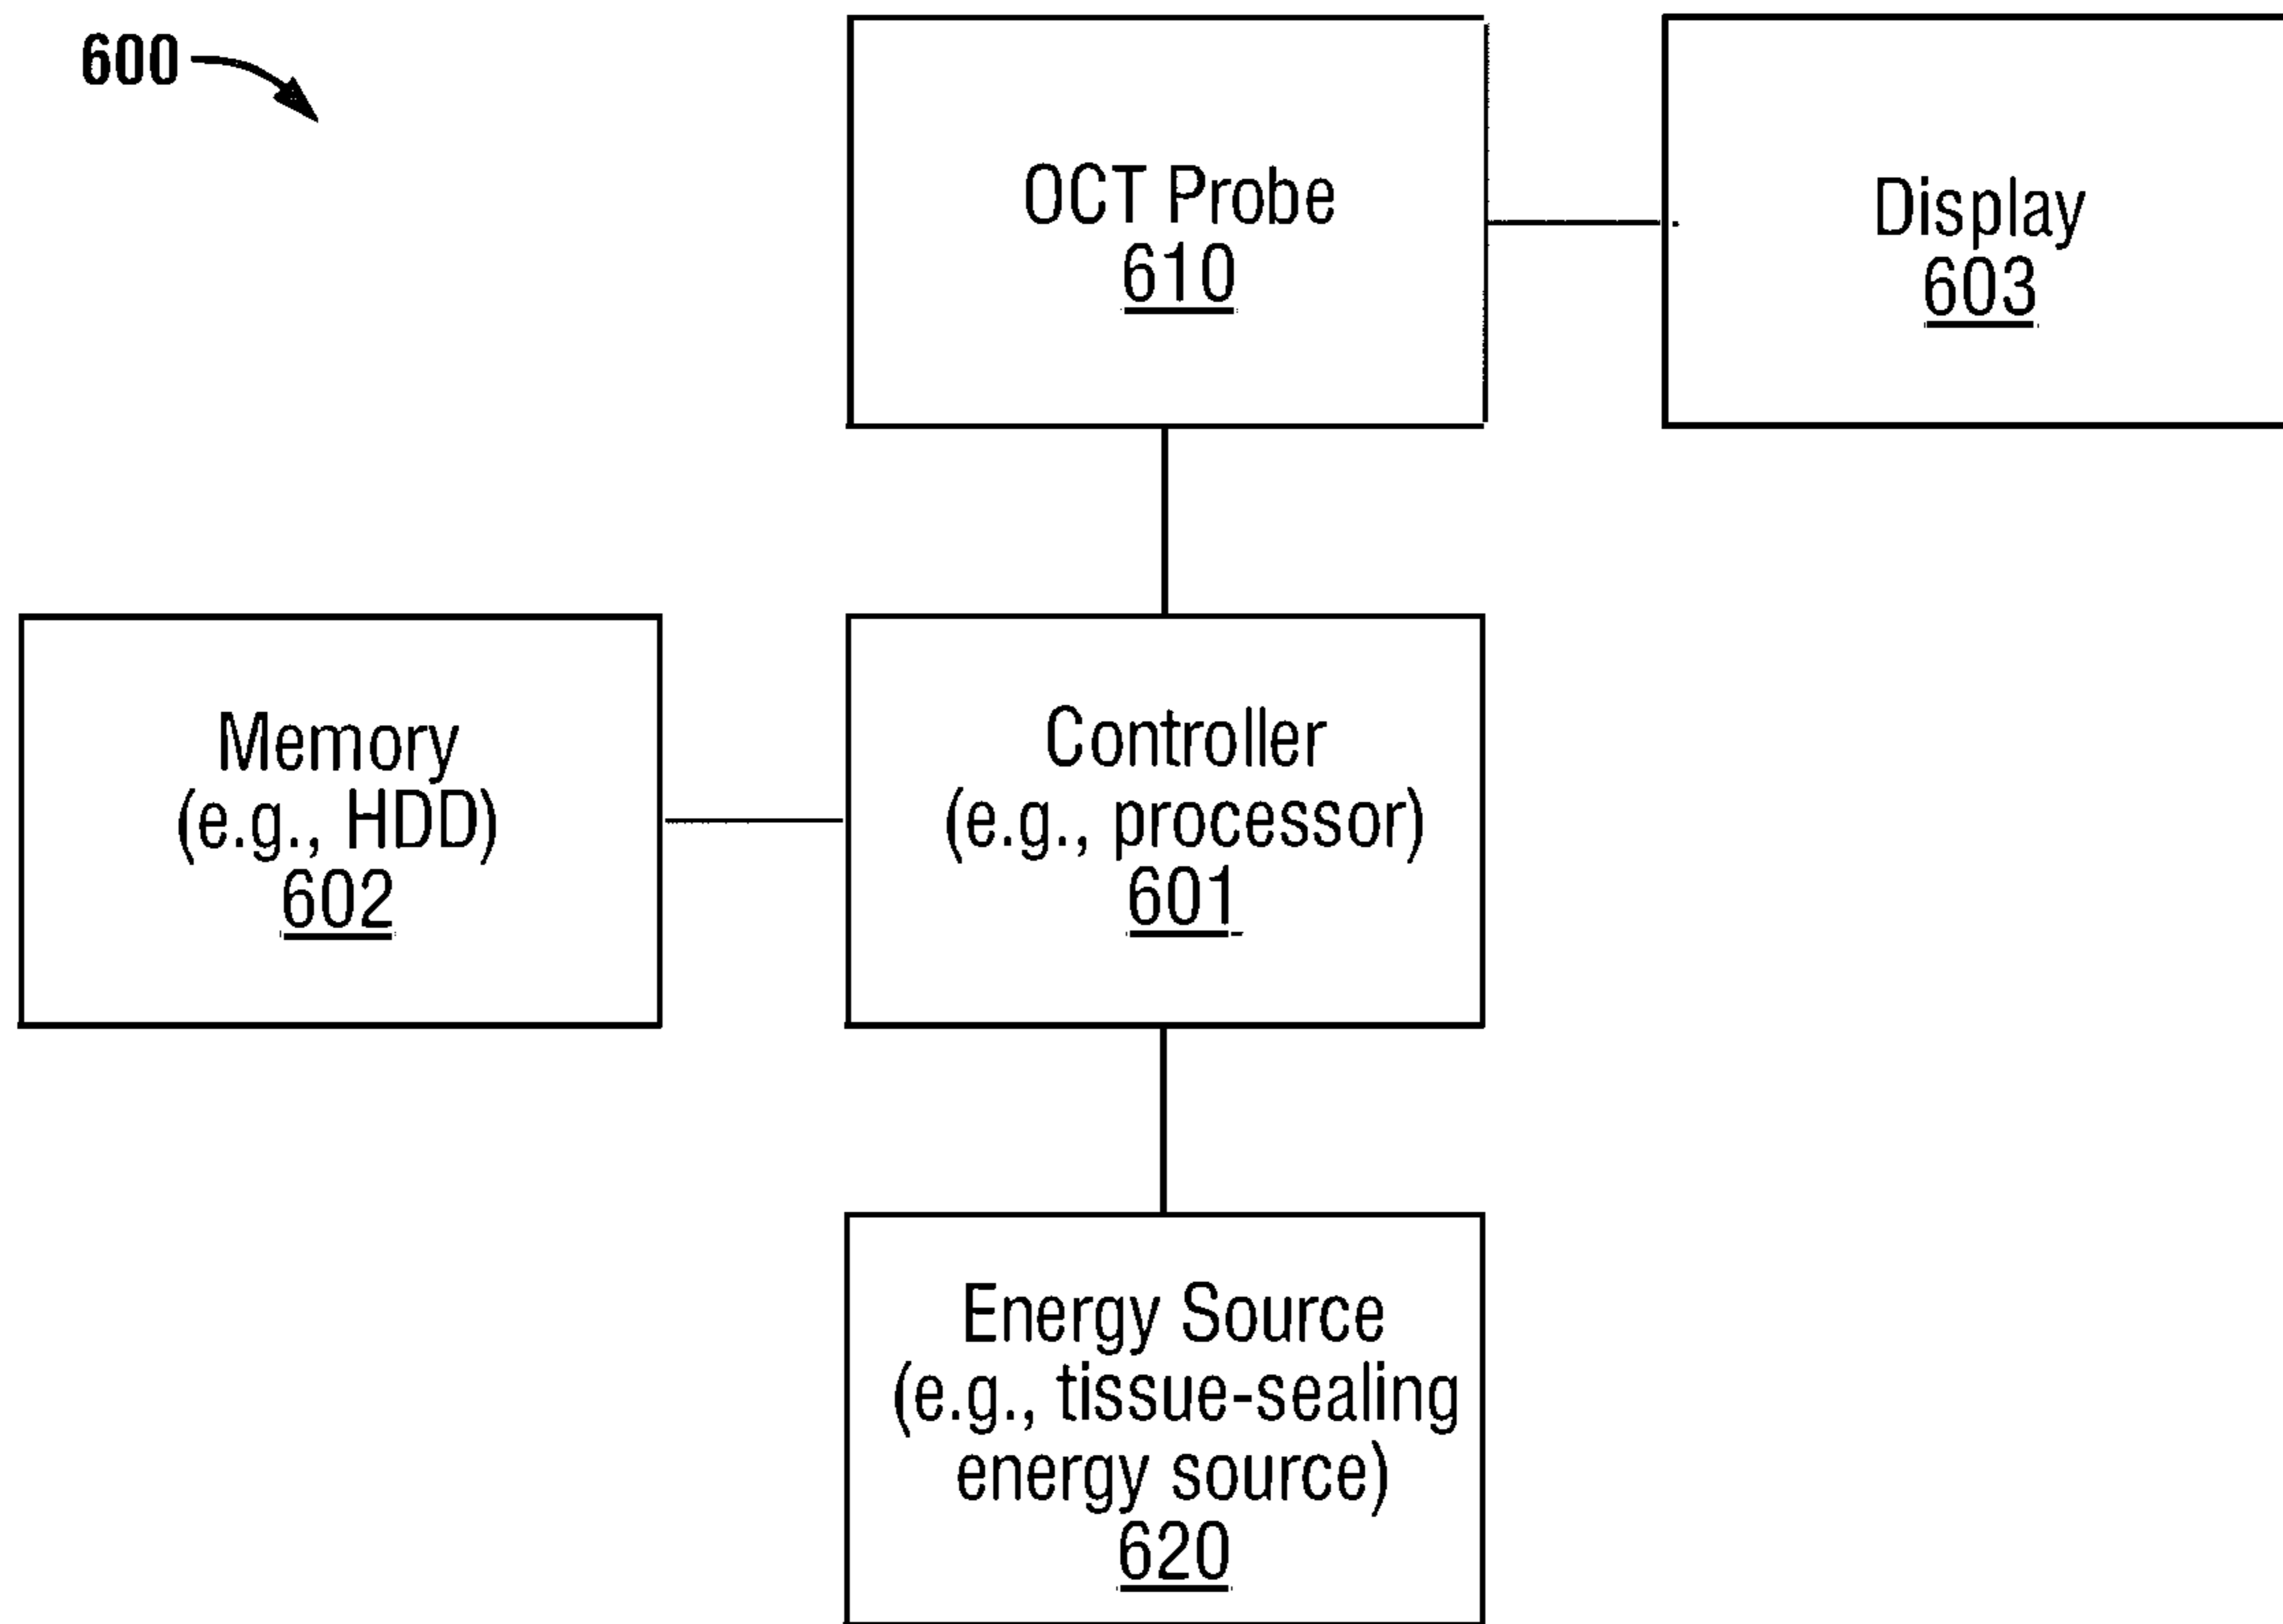 600
OCT Probe
610
Display
603
Memory
(e.g., HDD)
602
Controller
(e.g., processor)
601
Energy Source
(e.g., tissue-sealing
energy source)
620